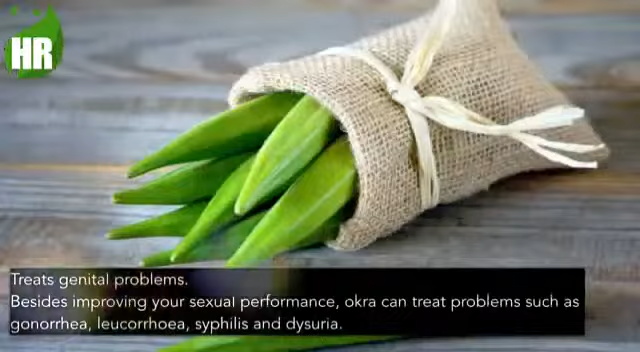 HR
Treats genital problems.
Besides improving your sexual performance, okra can treat problems such as
gonorrhea, leucorrhoea, syphilis and dysuria.